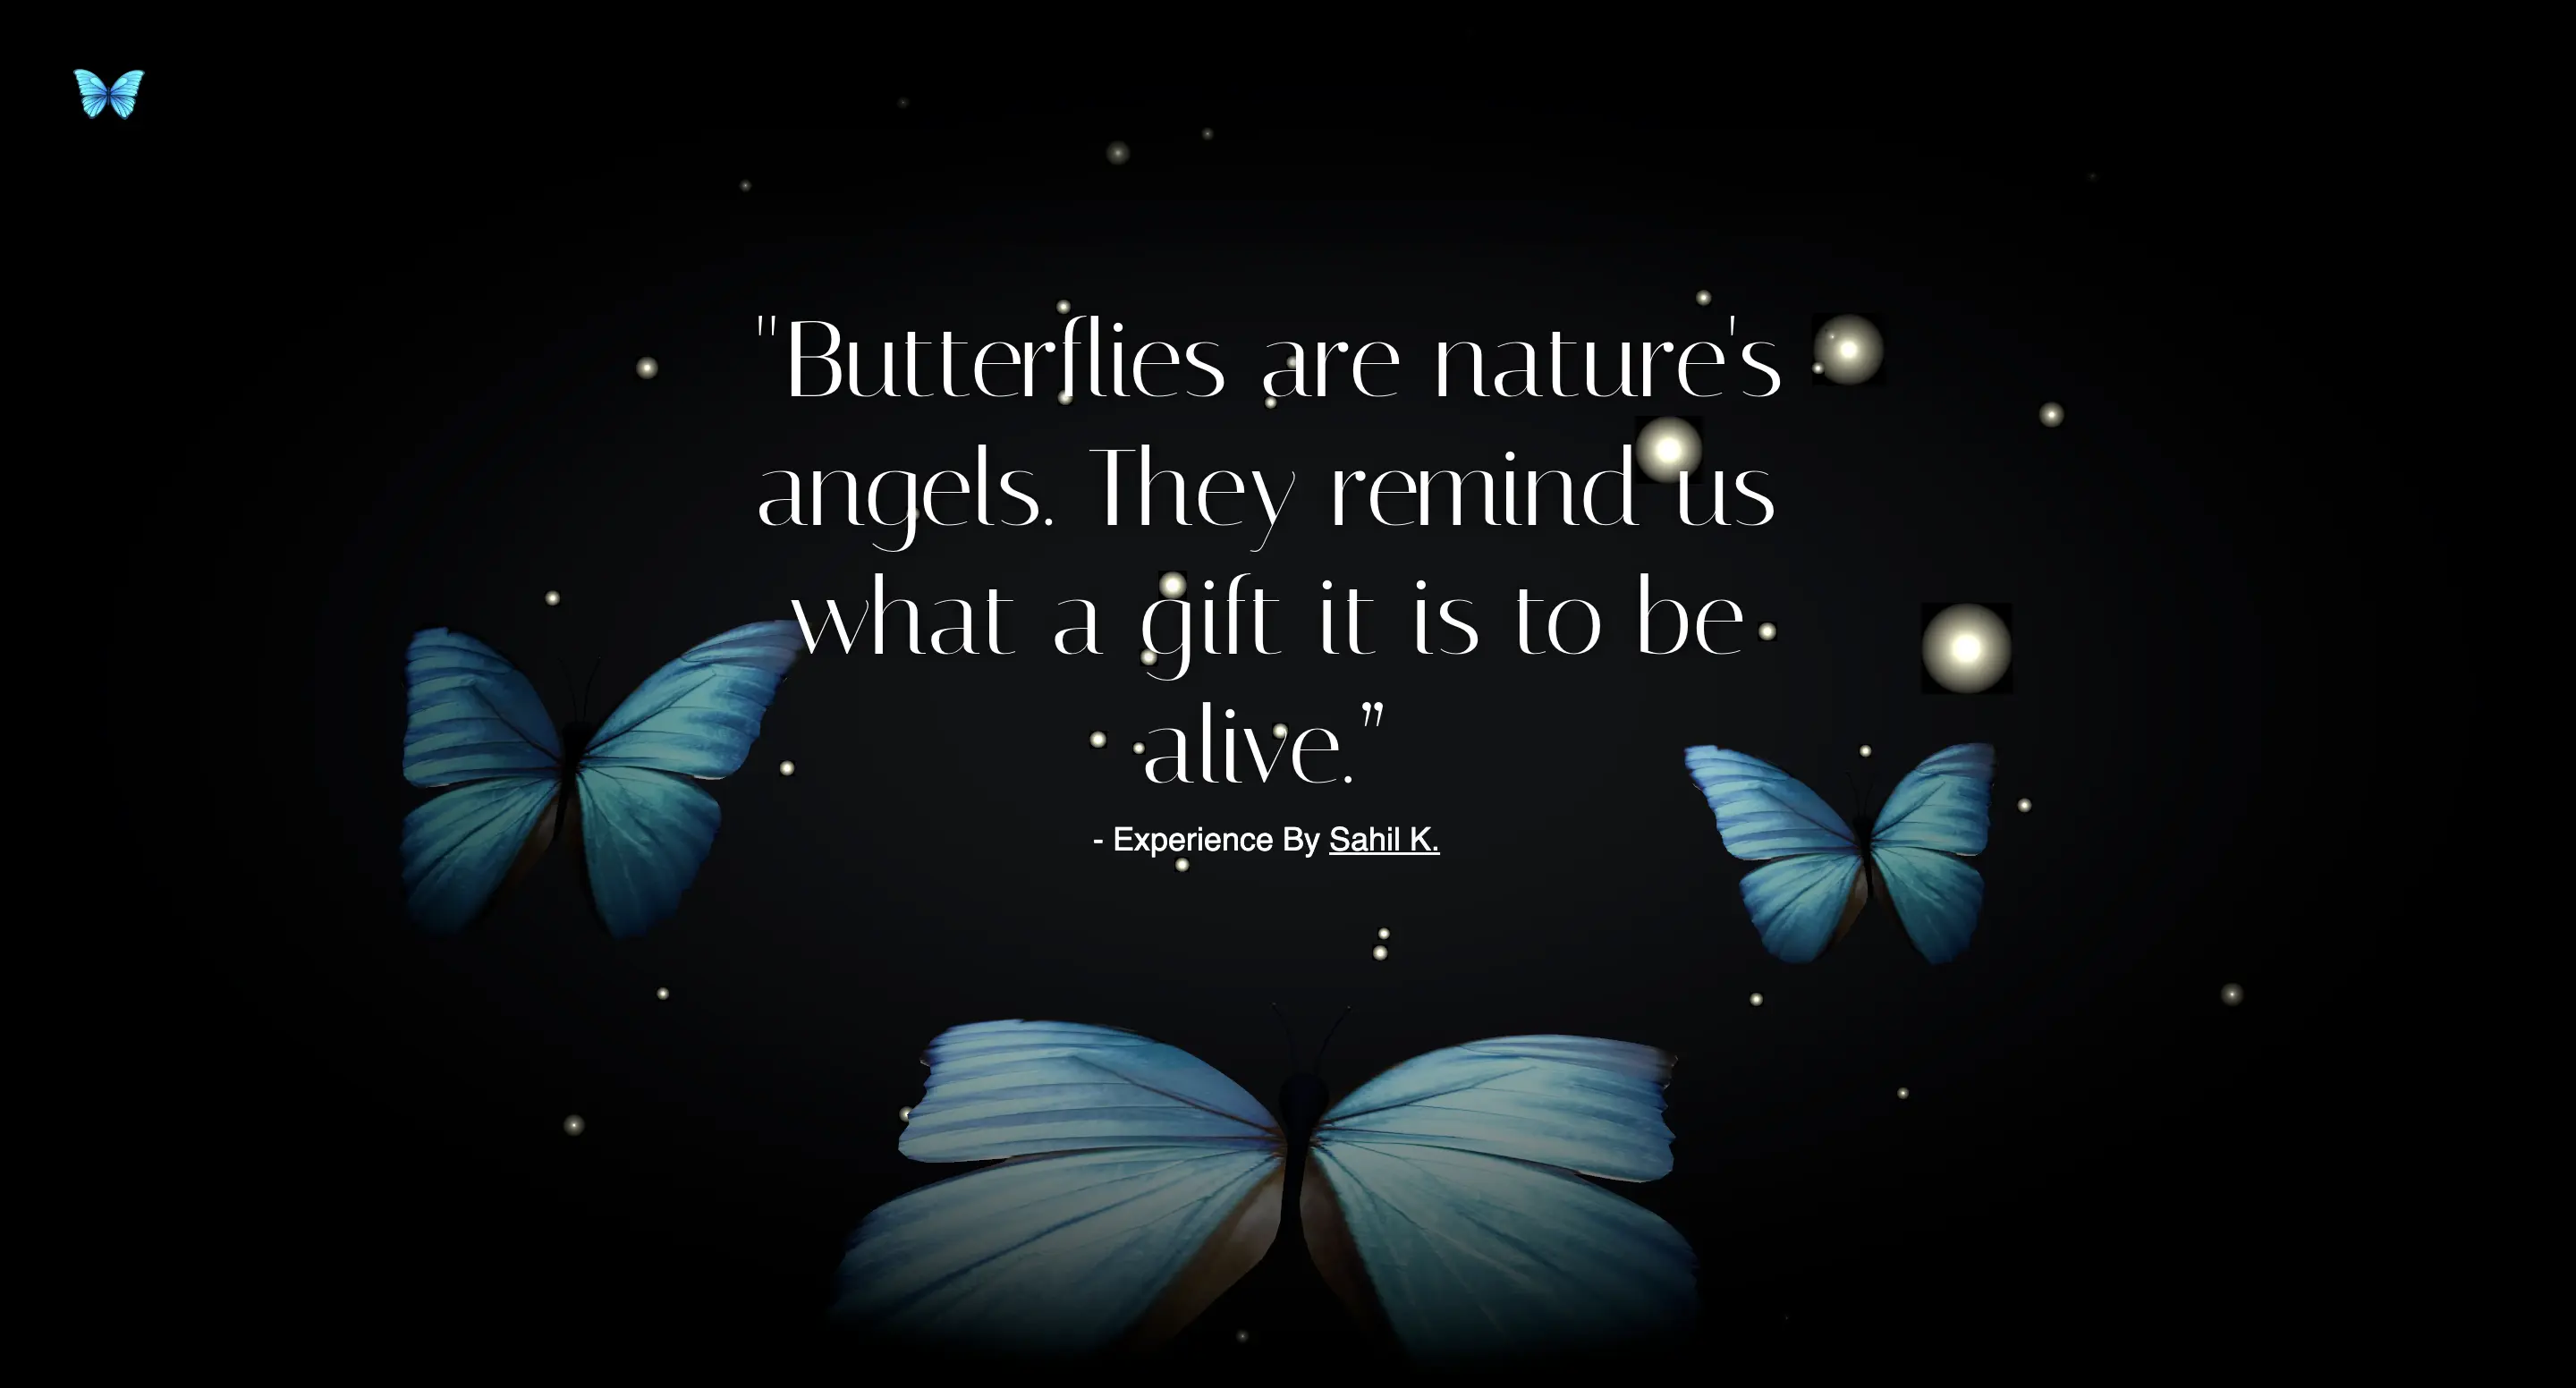 "Butterflies are nature's
angels. They remind us
what a gift it is to be
alive.”
- Experience By Sahil K.